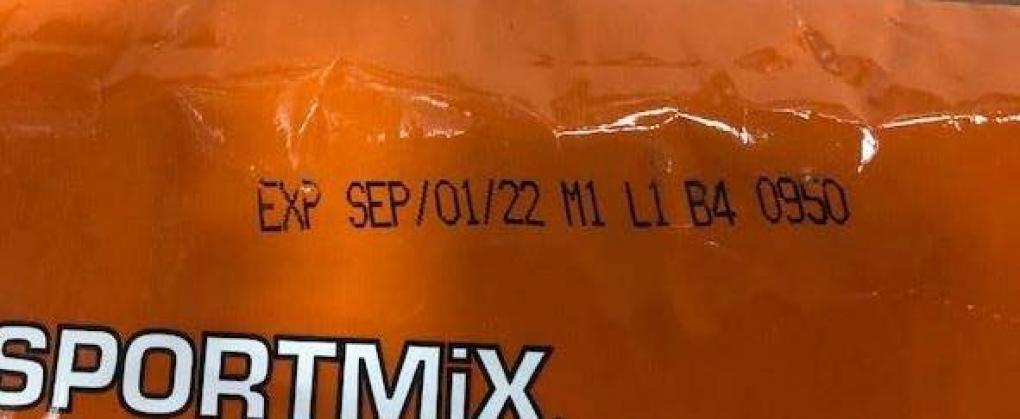 EXP SEP/01/22 M1 L1 B4 0950
SPORTMiX